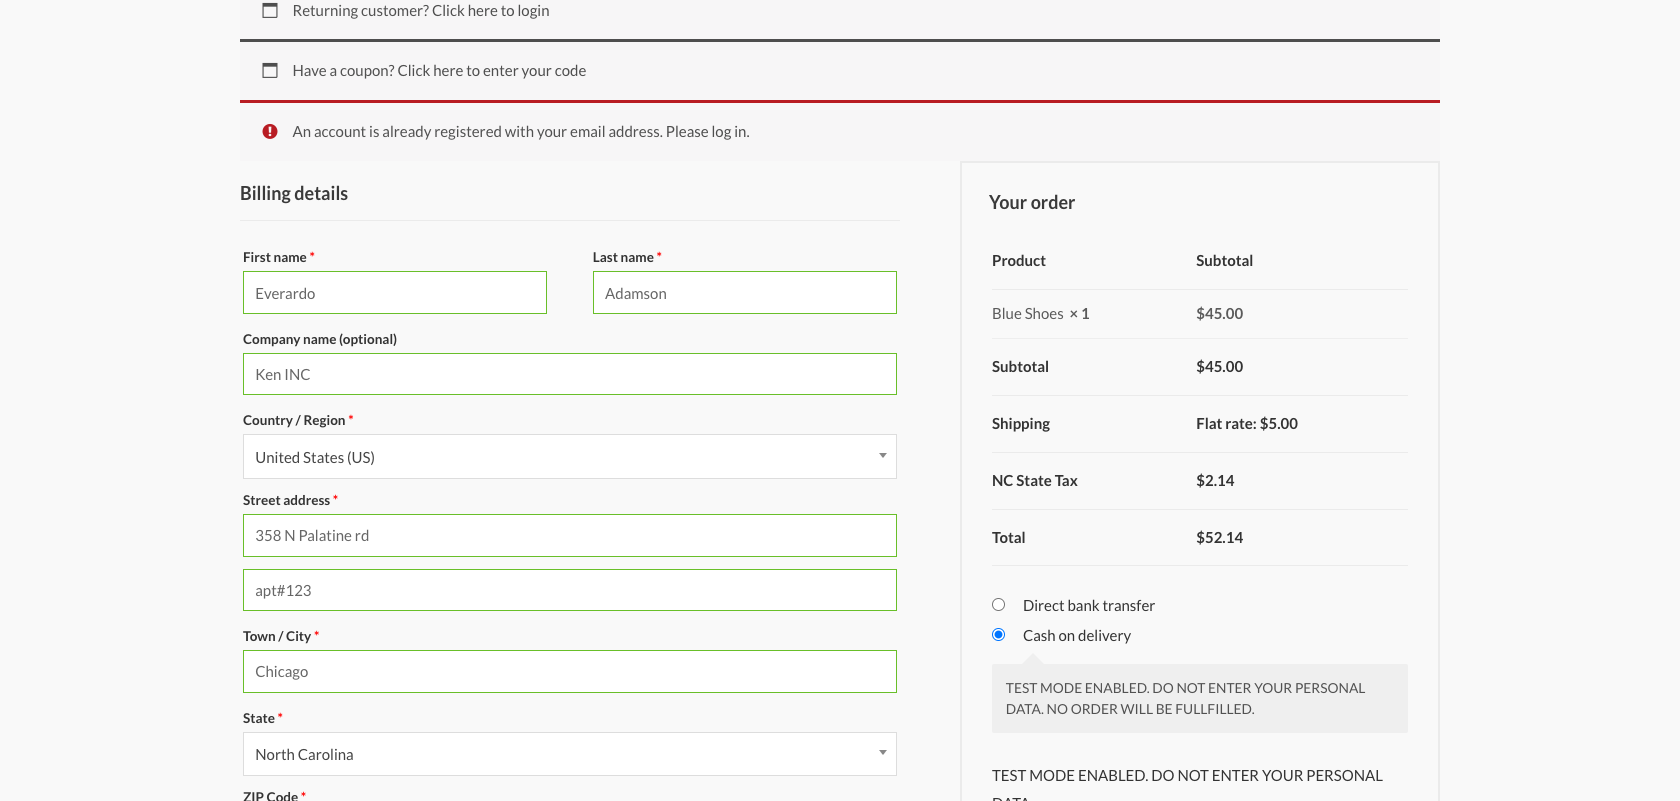 Returning customer? Click here to login
Have a coupon? Click here to enter your code
An account is already registered with your email address. Please log in.
Billing details
First name *
Last name *
Everardo
Adamson
Company name (optional)
Ken INC
Country / Region *
United States (US)
Street address *
358 N Palatine rd
apt#123
Town / City *
Chicago
State *
North Carolina
ZIP Code *
Your order
Product Subtotal
Blue Shoes × 1 $45.00
Subtotal $45.00
Shipping Flat rate: $5.00
NC State Tax $2.14
Total $52.14
Direct bank transfer
Cash on delivery
TEST MODE ENABLED. DO NOT ENTER YOUR PERSONAL
DATA. NO ORDER WILL BE FULLFILLED.
TEST MODE ENABLED. DO NOT ENTER YOUR PERSONAL
DATA